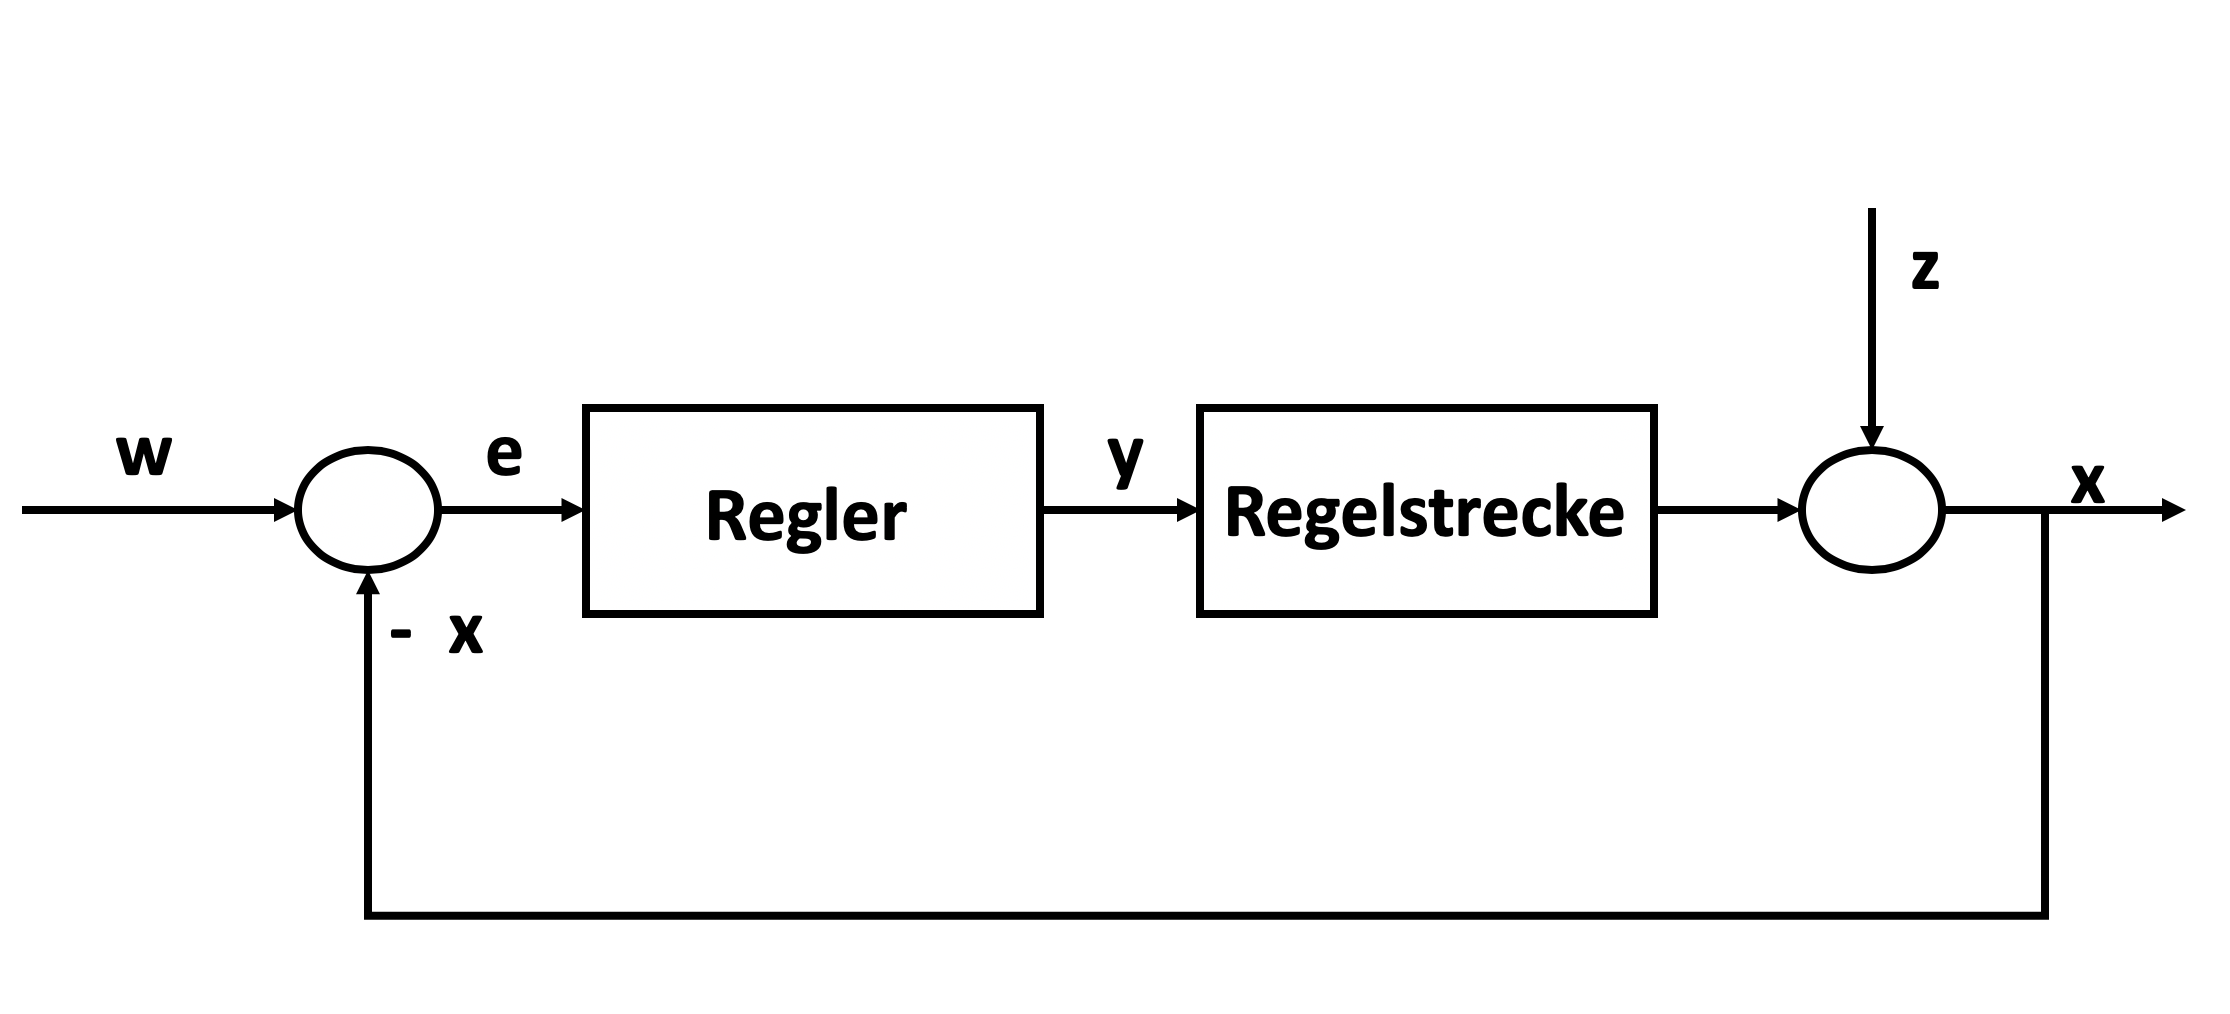 z
w
e
y
x
Regler
Regelstrecke
- x